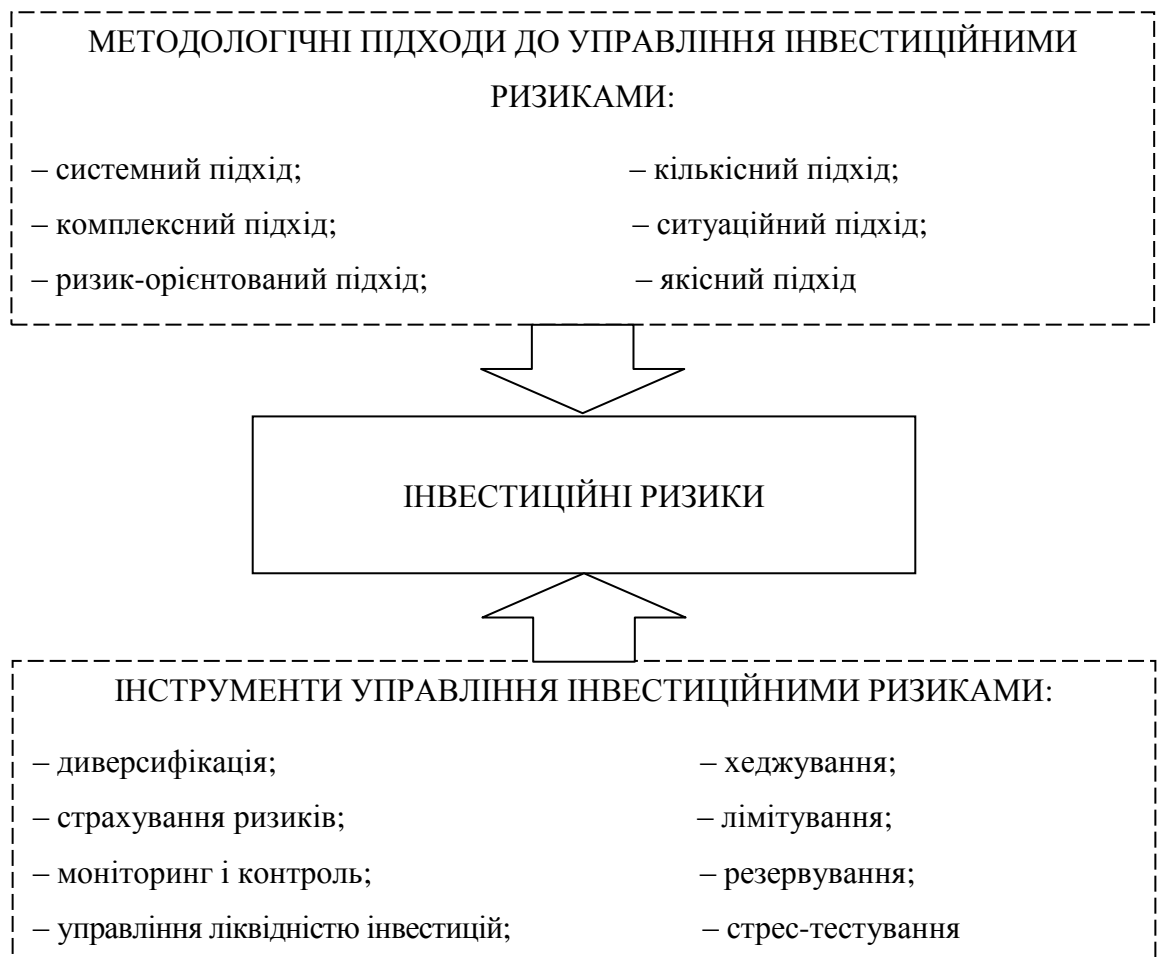 МЕТОДОЛОГІЧНІ ПІДХОДИ ДО УПРАВЛІННЯ ІНВЕСТИЦІЙНИМИ
РИЗИКАМИ:
– системний підхід; – кількісний підхід;
– комплексний підхід; – ситуаційний підхід;
– ризик-орієнтований підхід; – якісний підхід
ІНВЕСТИЦІЙНІ РИЗИКИ
ІНСТРУМЕНТИ УПРАВЛІННЯ ІНВЕСТИЦІЙНИМИ РИЗИКАМИ:
– диверсифікація; – хеджування;
– страхування ризиків; – лімітування;
– моніторинг і контроль; – резервування;
– управління ліквідністю інвестицій; – стрес-тестування